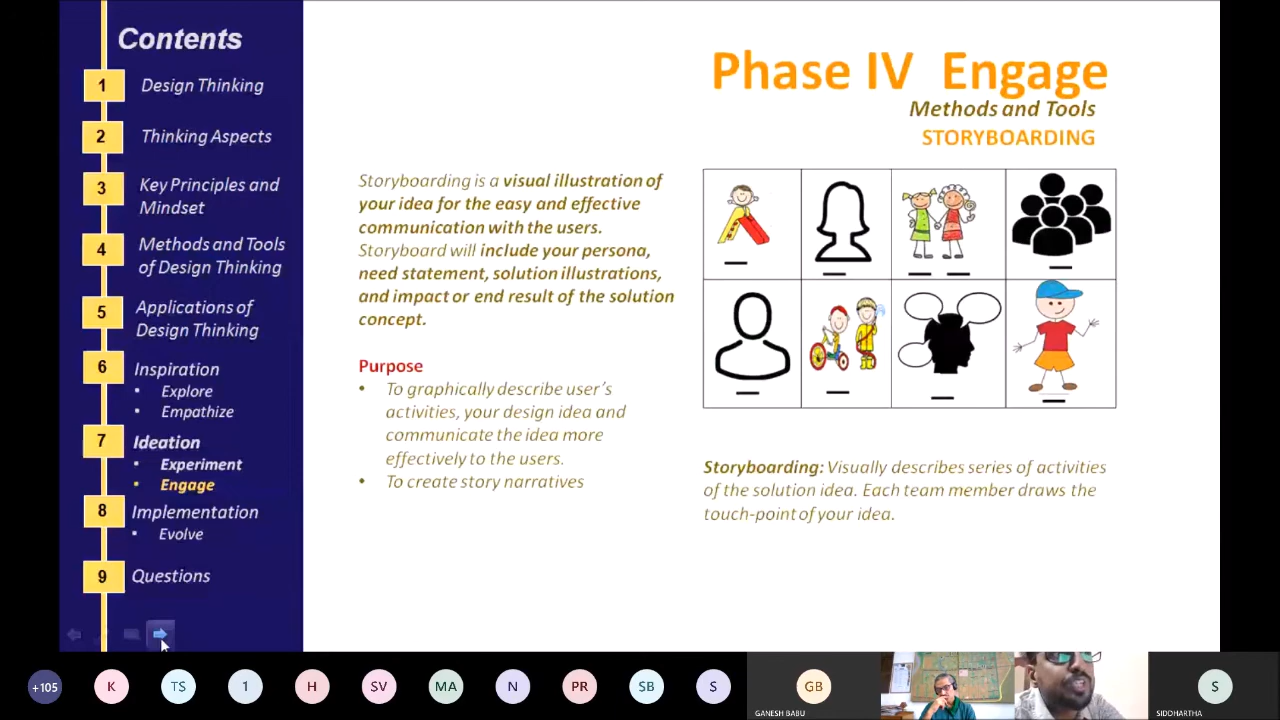 Contents
1 Design Thinking
2 Thinking Aspects
3 Key Principles and
Mindset
4 Methods and Tools
of Design Thinking
5 Applications of
Design Thinking
6 Inspiration
• Explore
• Empathize
7 Ideation
• Experiment
• Engage
8 Implementation
• Evolve
9 Questions
Phase IV Engage
Methods and Tools
STORYBOARDING
Storyboarding is a visual illustration of
your idea for the easy and effective
communication with the users.
Storyboard will include your persona,
need statement, solution illustrations,
and impact or end result of the solution
concept.
Purpose
• To graphically describe user's
activities, your design idea and
communicate the idea more
effectively to the users.
• To create story narratives
Storyboarding: Visually describes series of activities
of the solution idea. Each team member draws the
touch-point of your idea.
+105 K TS 1 H SV MA N PR SB S GB S
GANESH BABU
SIDDHARTHA